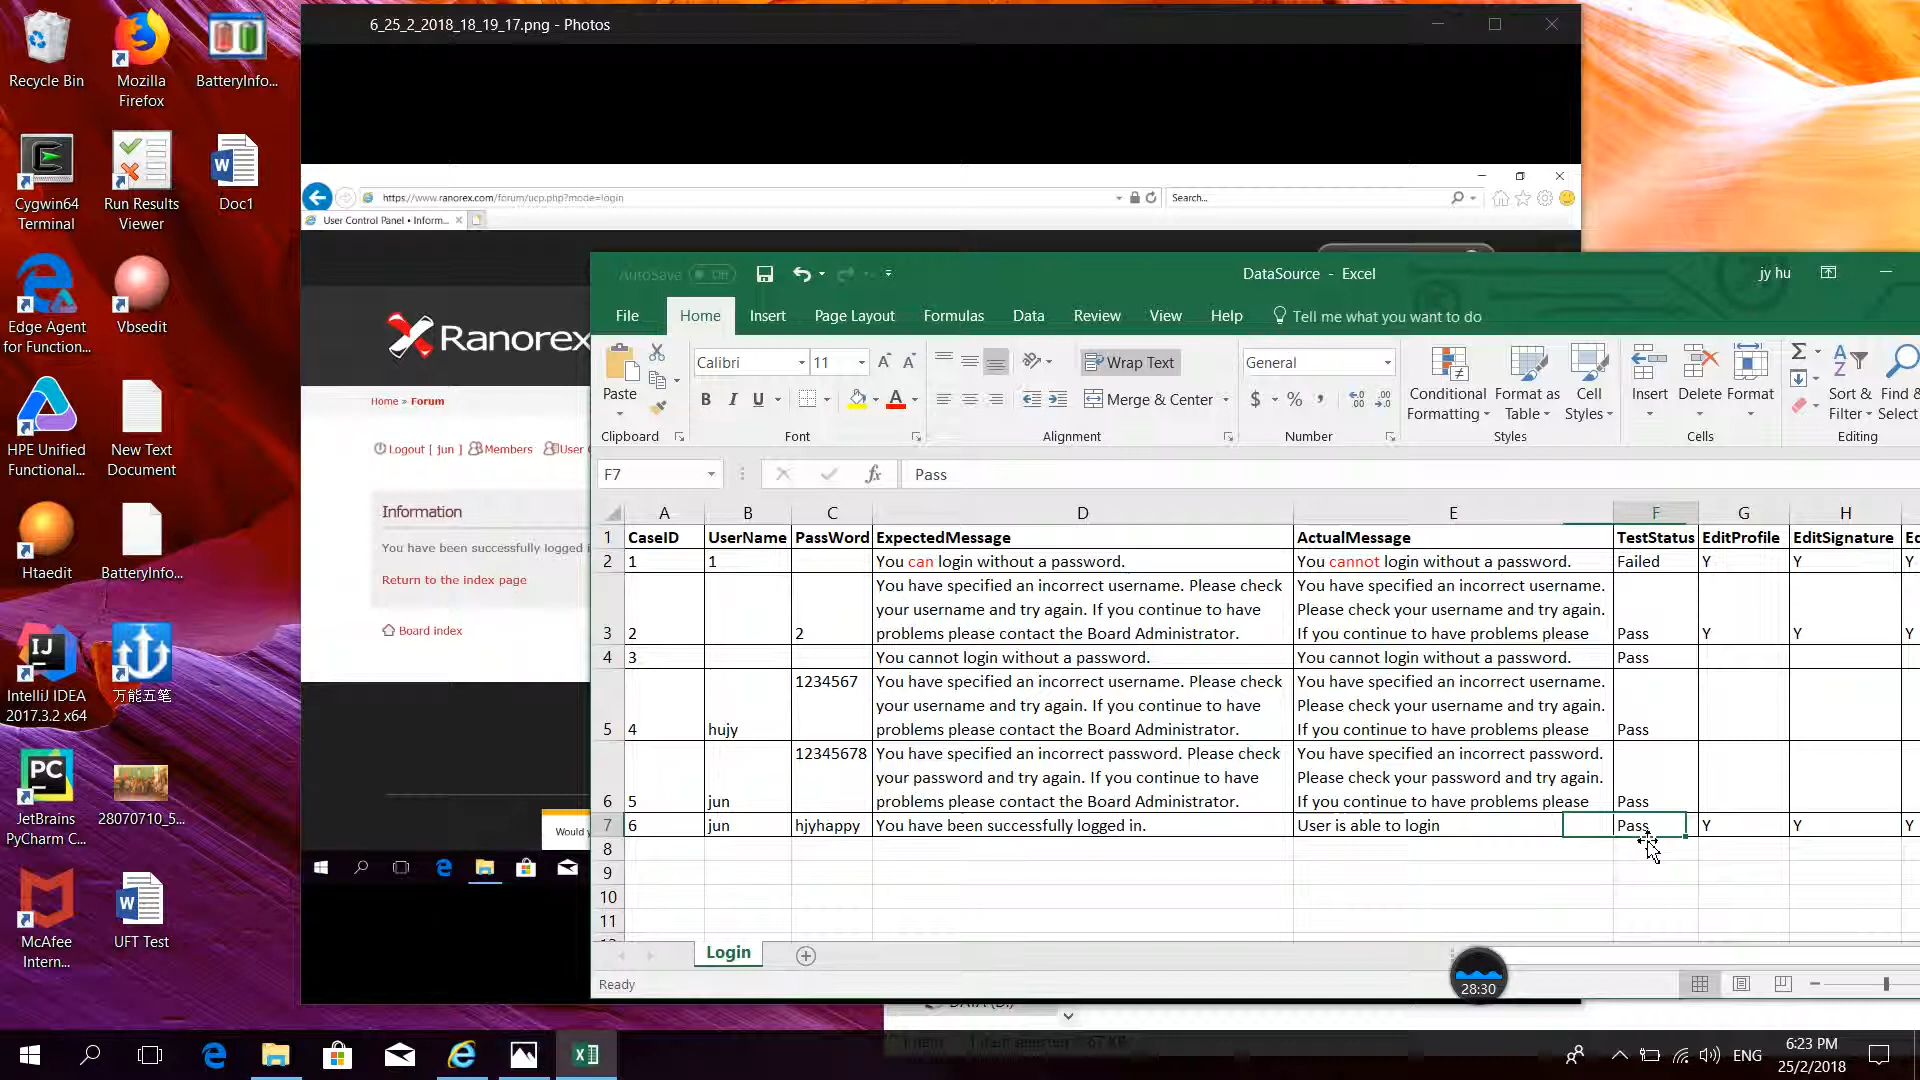 Recycle Bin
Mozilla
Firefox
BatteryInfo...
Cygwin64
Terminal
Run Results
Viewer
Doc1
Edge Agent
for Function...
Vbsedit
HPE Unified
Functional...
New Text
Document
Htaedit
BatteryInfo...
IntelliJ IDEA
2017.3.2 x64
万能五笔
JetBrains
PyCharm C...
28070710_5...
McAfee
Intern...
UFT Test
6_25_2_2018_18_19_17.png - Photos
https://www.ranorex.com/forum/ucp.php?mode=login
Search...
User Control Panel • Inform...
Ranorex
Home » Forum
Logout [ jun ] Members User
Information
You have been successfully logged i
Return to the index page
Board index
Would y
AutoSave Off
DataSource - Excel
jy hu
File Home Insert Page Layout Formulas Data Review View Help Tell me what you want to do
Paste
Calibri 11
Wrap Text
Merge & Center
General
Conditional
Formatting
Format as
Table
Cell
Styles
Insert Delete Format
Sort &
Filter
Find &
Select
Clipboard Font Alignment Number Styles Cells Editing
F7 fx Pass
A B C D E F G H
1 CaseID UserName PassWord ExpectedMessage ActualMessage TestStatus EditProfile EditSignature Ed
2 1 1 You can login without a password. You cannot login without a password. Failed Y Y Y
You have specified an incorrect username. Please check You have specified an incorrect username.
your username and try again. If you continue to have Please check your username and try again.
3 2 2 problems please contact the Board Administrator. If you continue to have problems please Pass Y Y Y
4 3 You cannot login without a password. You cannot login without a password. Pass
1234567 You have specified an incorrect username. Please check You have specified an incorrect username.
your username and try again. If you continue to have Please check your username and try again.
5 4 hujy problems please contact the Board Administrator. If you continue to have problems please Pass
12345678 You have specified an incorrect password. Please check You have specified an incorrect password.
your password and try again. If you continue to have Please check your password and try again.
6 5 jun problems please contact the Board Administrator. If you continue to have problems please Pass
7 6 jun hjyhappy You have been successfully logged in. User is able to login Pass Y Y Y
8
9
10
11
Login
Ready
28:30
ENG
6:23 PM
25/2/2018